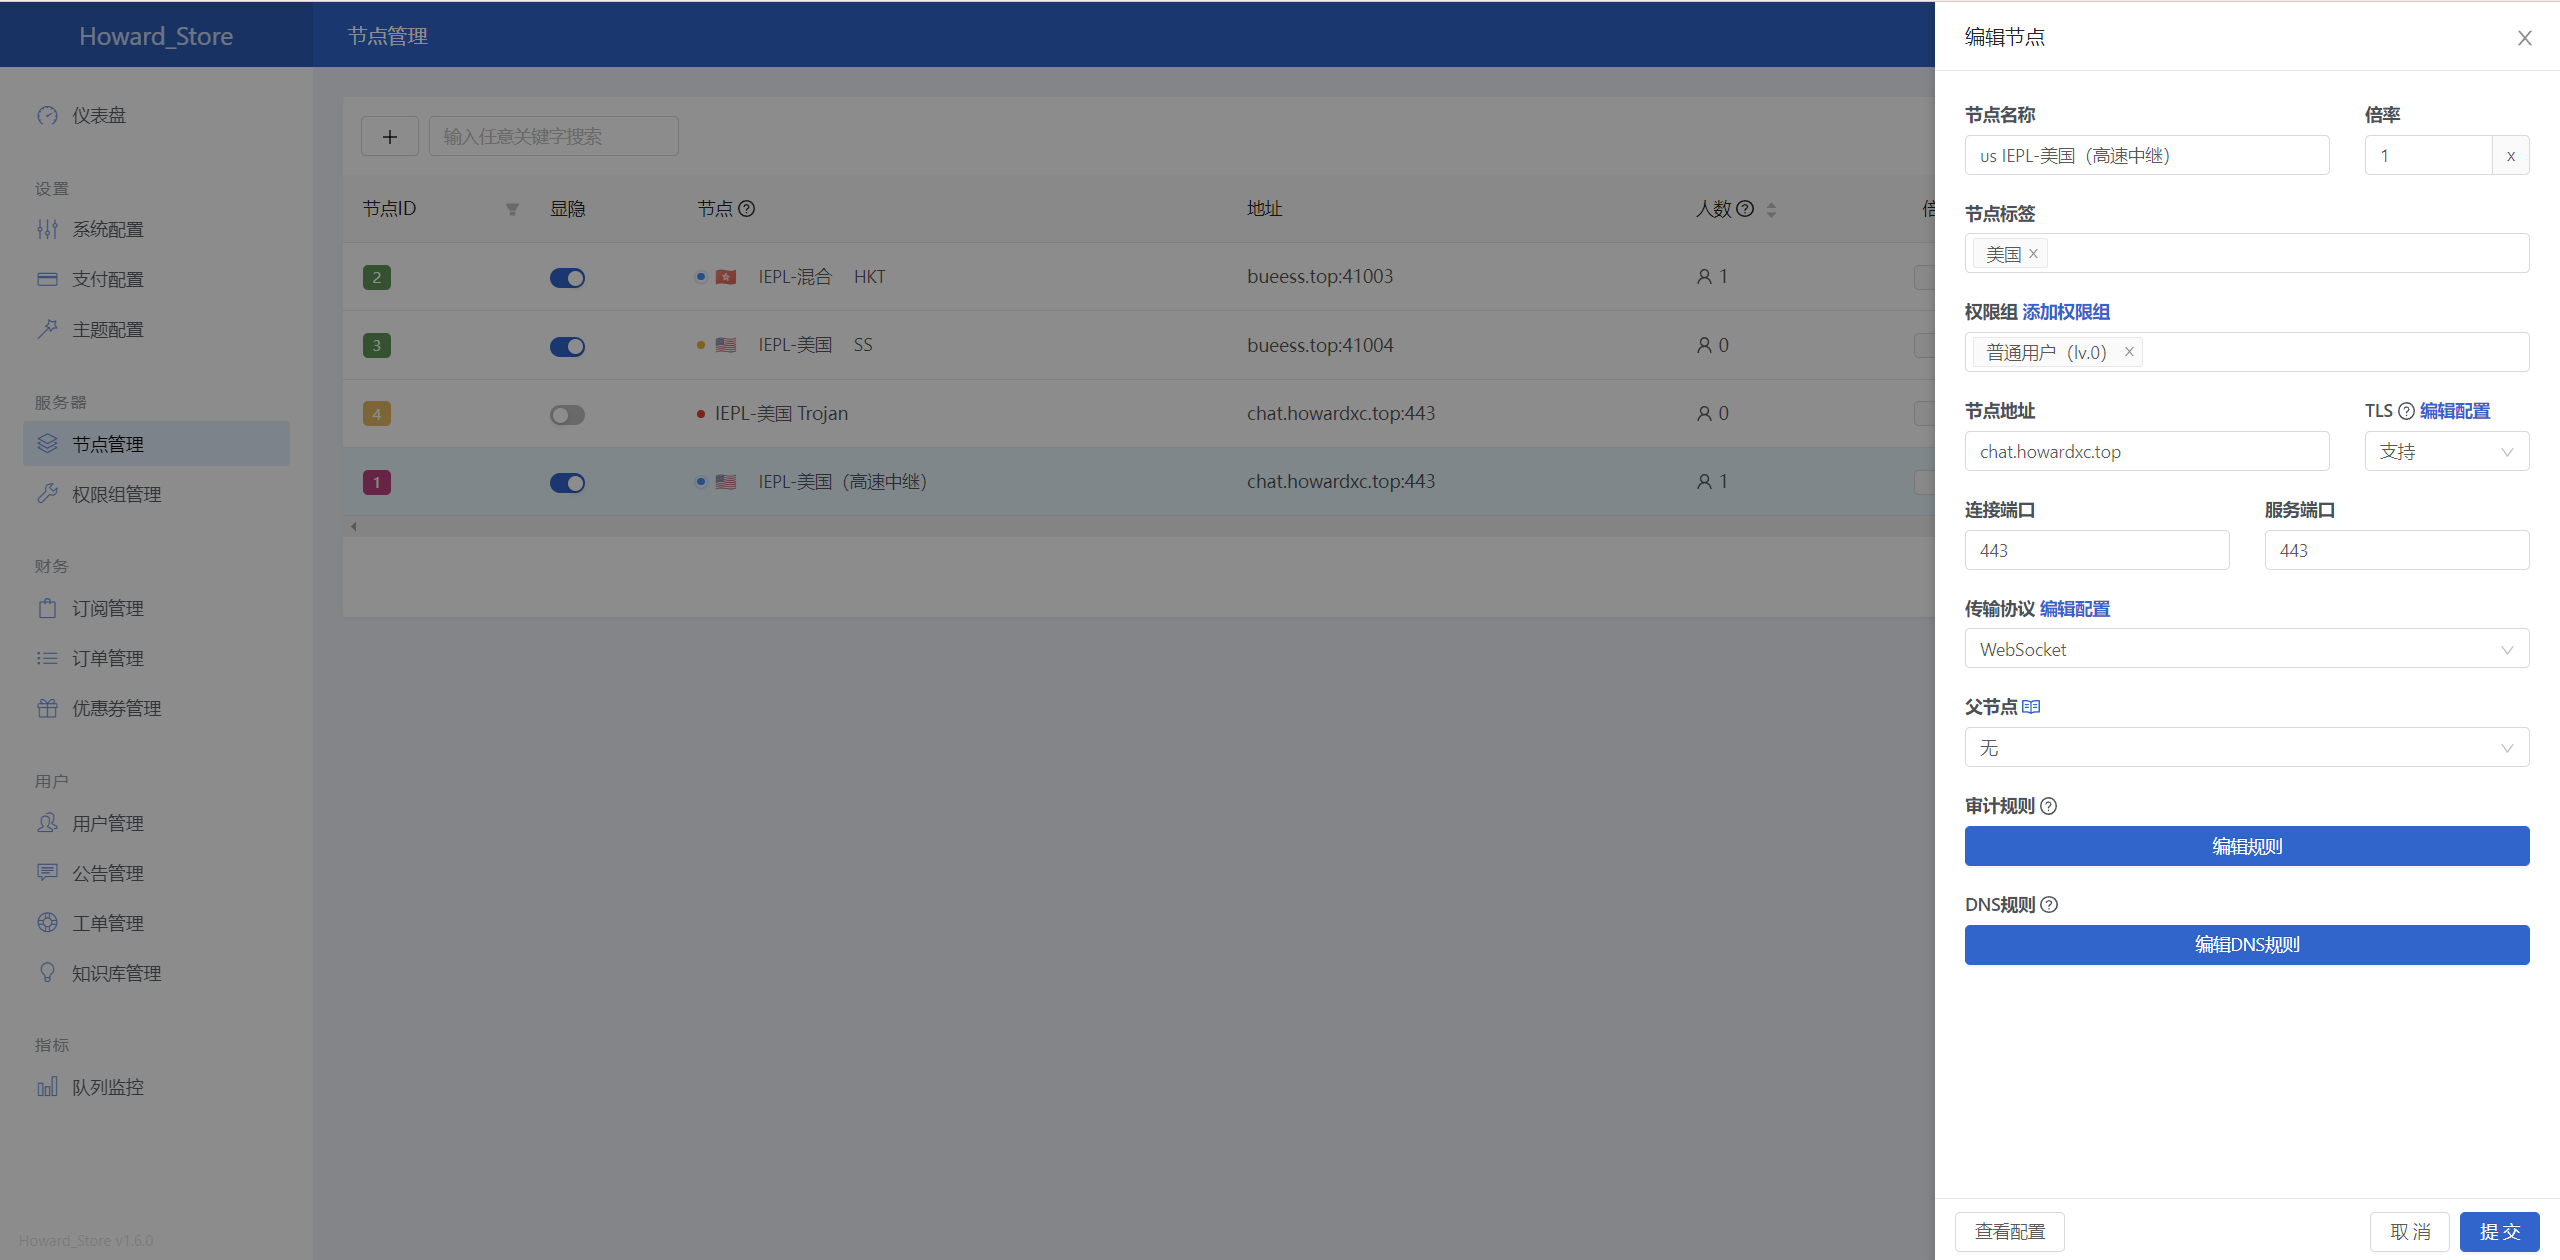 Howard_Store
节点管理
仪表盘
设置
系统配置
支付配置
主题配置
服务器
节点管理
权限组管理
财务
订阅管理
订单管理
优惠券管理
用户
用户管理
公告管理
工单管理
知识库管理
指标
队列监控
Howard_Store v1.6.0
输入任意关键字搜索
节点ID 显隐 节点 地址 人数 倍
2 IEPL-混合 HKT bueess.top:41003 1
3 IEPL-美国 SS bueess.top:41004 0
4 IEPL-美国 Trojan chat.howardxc.top:443 0
1 IEPL-美国（高速中继） chat.howardxc.top:443 1
编辑节点
节点名称 倍率
us IEPL-美国（高速中继） 1 x
节点标签
美国
权限组 添加权限组
普通用户（lv.0）
节点地址 TLS 编辑配置
chat.howardxc.top 支持
连接端口 服务端口
443 443
传输协议 编辑配置
WebSocket
父节点
无
审计规则
编辑规则
DNS规则
编辑DNS规则
查看配置 取 消 提 交